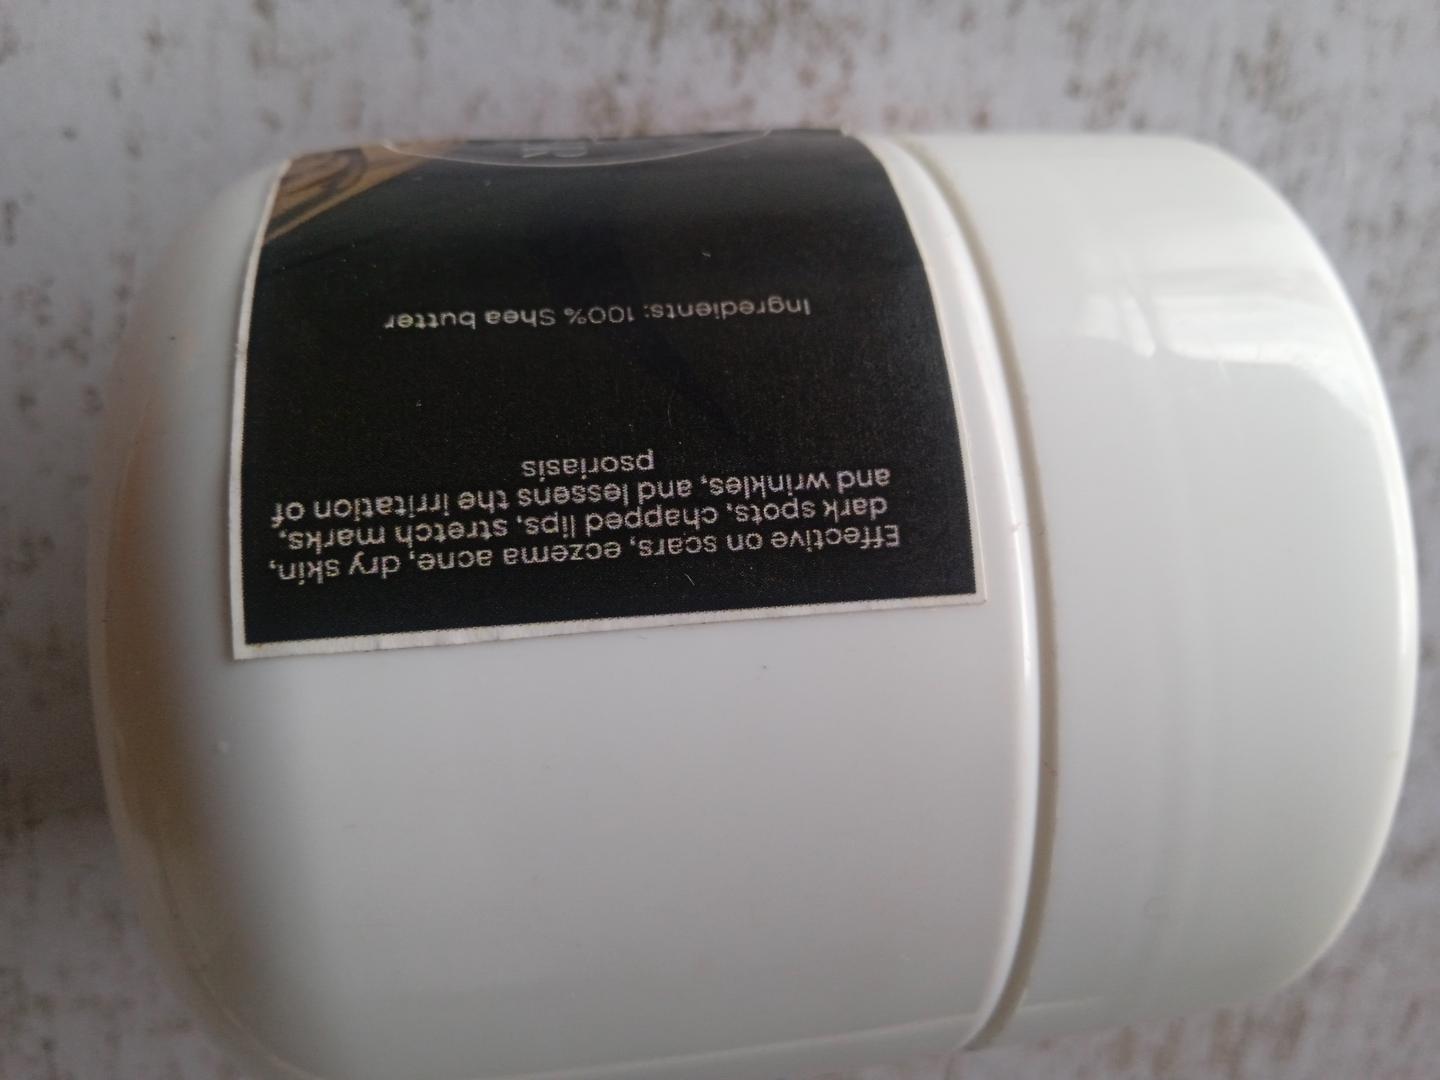 Ingredients: 100% Shea butter
Effective on scars, eczema acne, dry skin,
dark spots, chapped lips, stretch marks,
and wrinkles, and lessens the irritation of
psoriasis